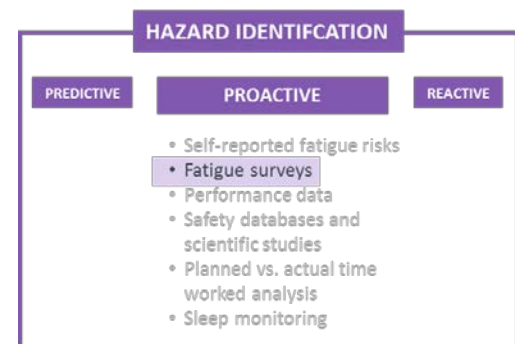 HAZARD IDENTIFCATION
PREDICTIVE
PROACTIVE
REACTIVE
• Self-reported fatigue risks
• Fatigue surveys
• Performance data
• Safety databases and
scientific studies
• Planned vs. actual time
worked analysis
• Sleep monitoring